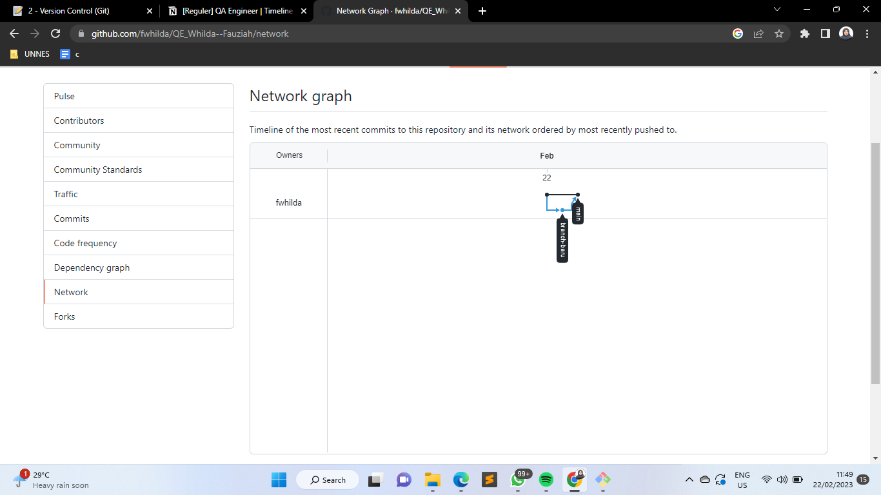 2 - Version Control (Git)
[Reguler] QA Engineer | Timeline
Network Graph · fwhilda/QE_Wh
github.com/fwhilda/QE_Whilda--Fauziah/network
UNNES
c
Pulse
Contributors
Community
Community Standards
Traffic
Commits
Code frequency
Dependency graph
Network
Forks
Network graph
Timeline of the most recent commits to this repository and its network ordered by most recently pushed to.
Owners
Feb
22
fwhilda
main
branch-baru
1
29°C
Heavy rain soon
Search
99+
ENG
US
11:49
22/02/2023
15